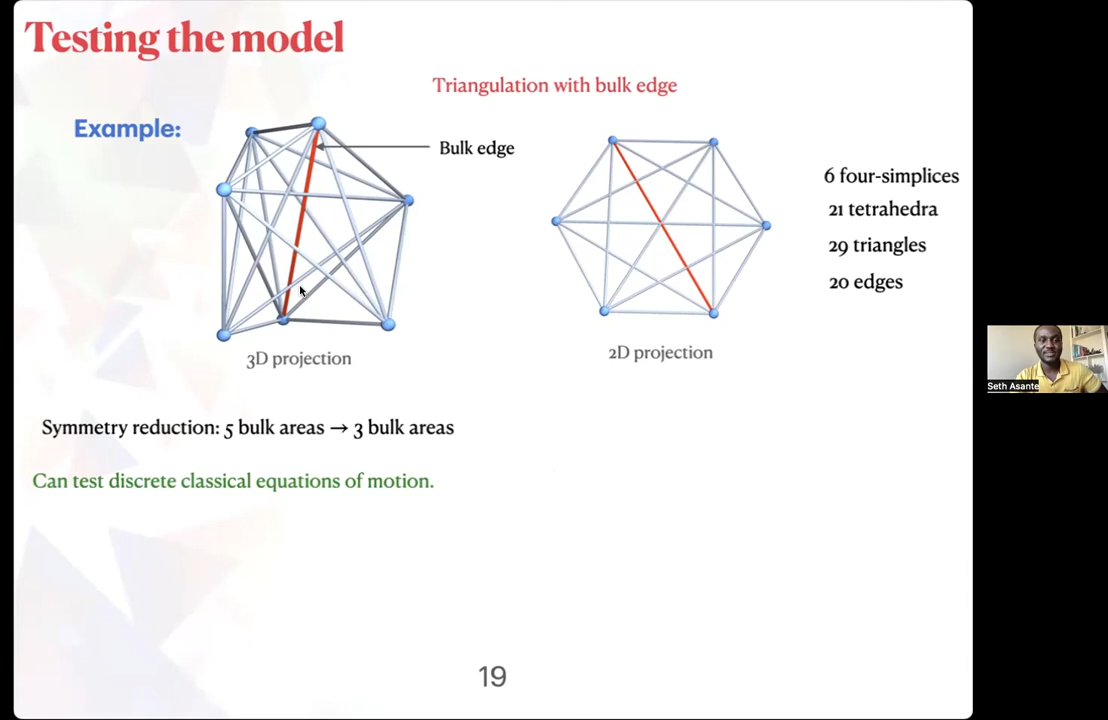 Testing the model
Triangulation with bulk edge
Example:
Bulk edge
6 four-simplices
21 tetrahedra
29 triangles
20 edges
3D projection
2D projection
Seth Asante
Symmetry reduction: 5 bulk areas → 3 bulk areas
Can test discrete classical equations of motion.
19